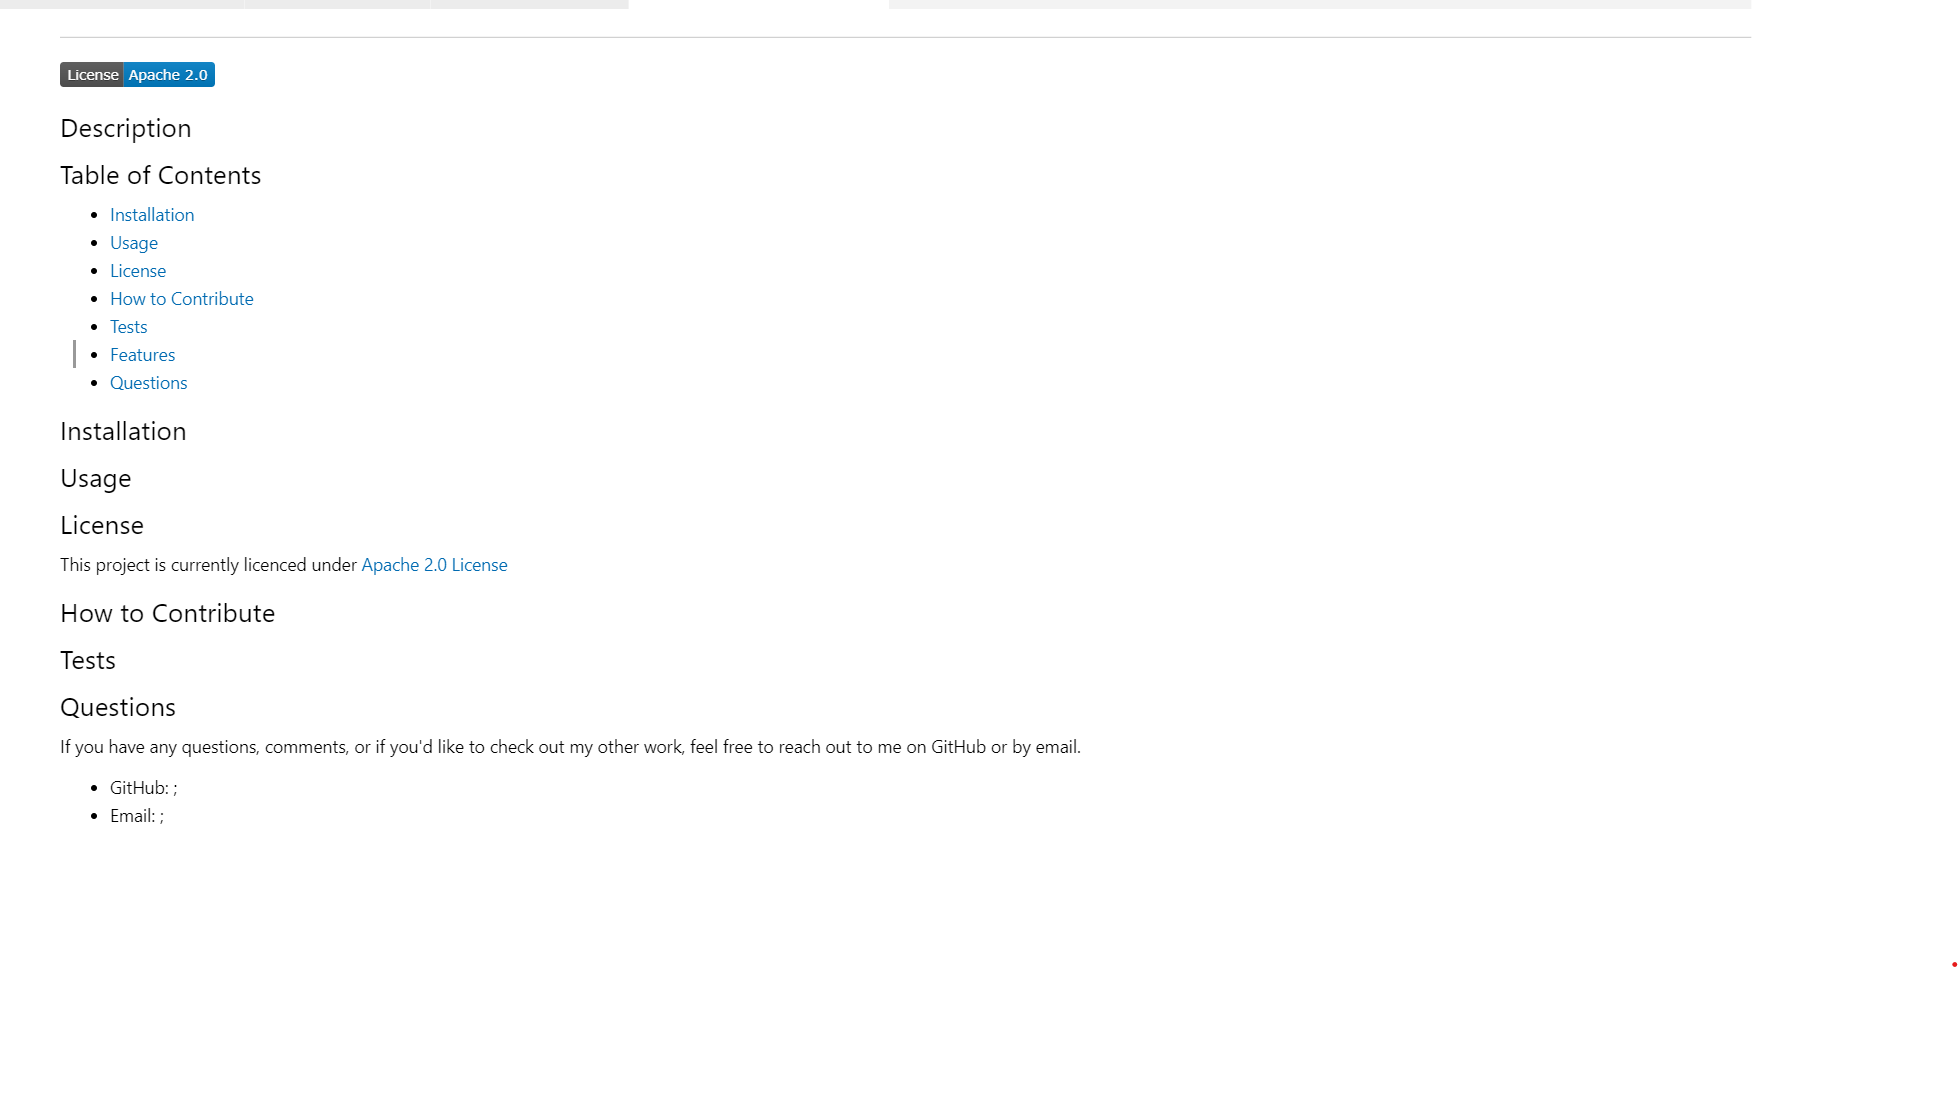 License Apache 2.0
Description
Table of Contents
• Installation
• Usage
• License
• How to Contribute
• Tests
• Features
• Questions
Installation
Usage
License
This project is currently licenced under Apache 2.0 License
How to Contribute
Tests
Questions
If you have any questions, comments, or if you'd like to check out my other work, feel free to reach out to me on GitHub or by email.
• GitHub: ;
• Email: ;